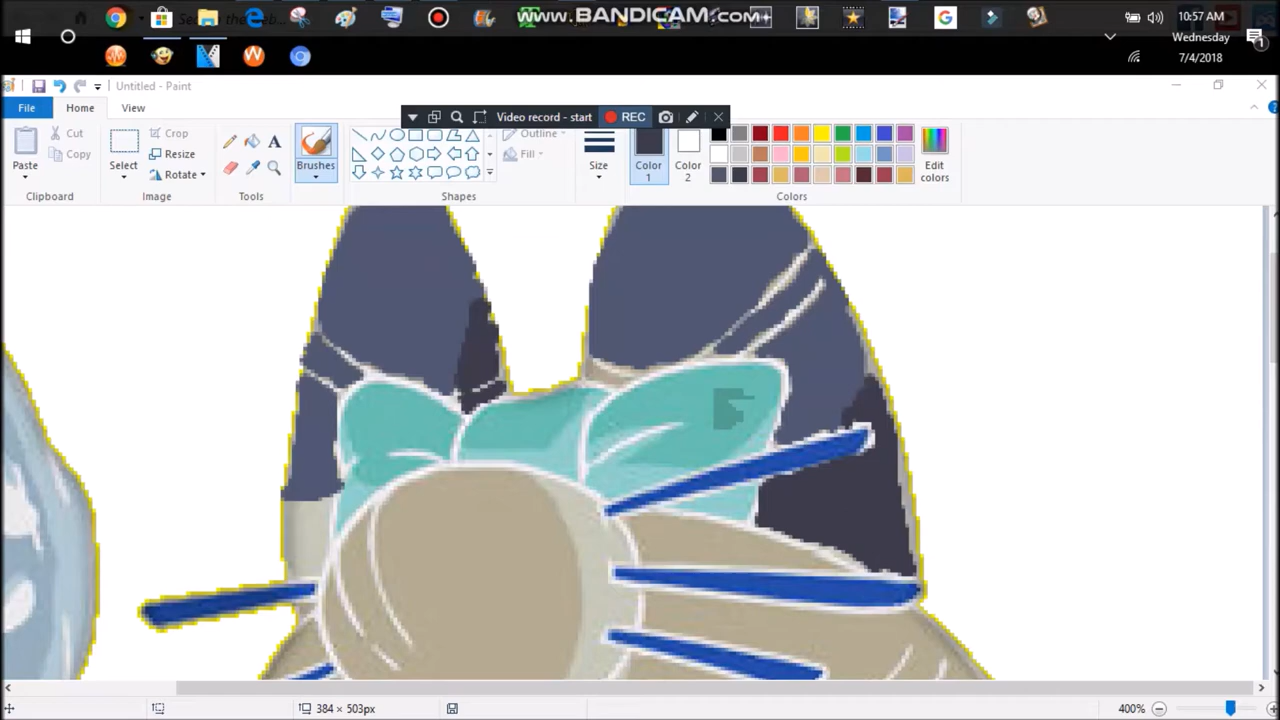 www.BANDICAM.com
10:57 AM
Wednesday
7/4/2018
1
Untitled - Paint
Video record - start
REC
File
Home
View
Paste
Cut
Copy
Select
Crop
Resize
Rotate
Brushes
Outline
Fill
Size
Color
1
Color
2
Edit
colors
Clipboard
Image
Tools
Shapes
Colors
384 × 503px
400%